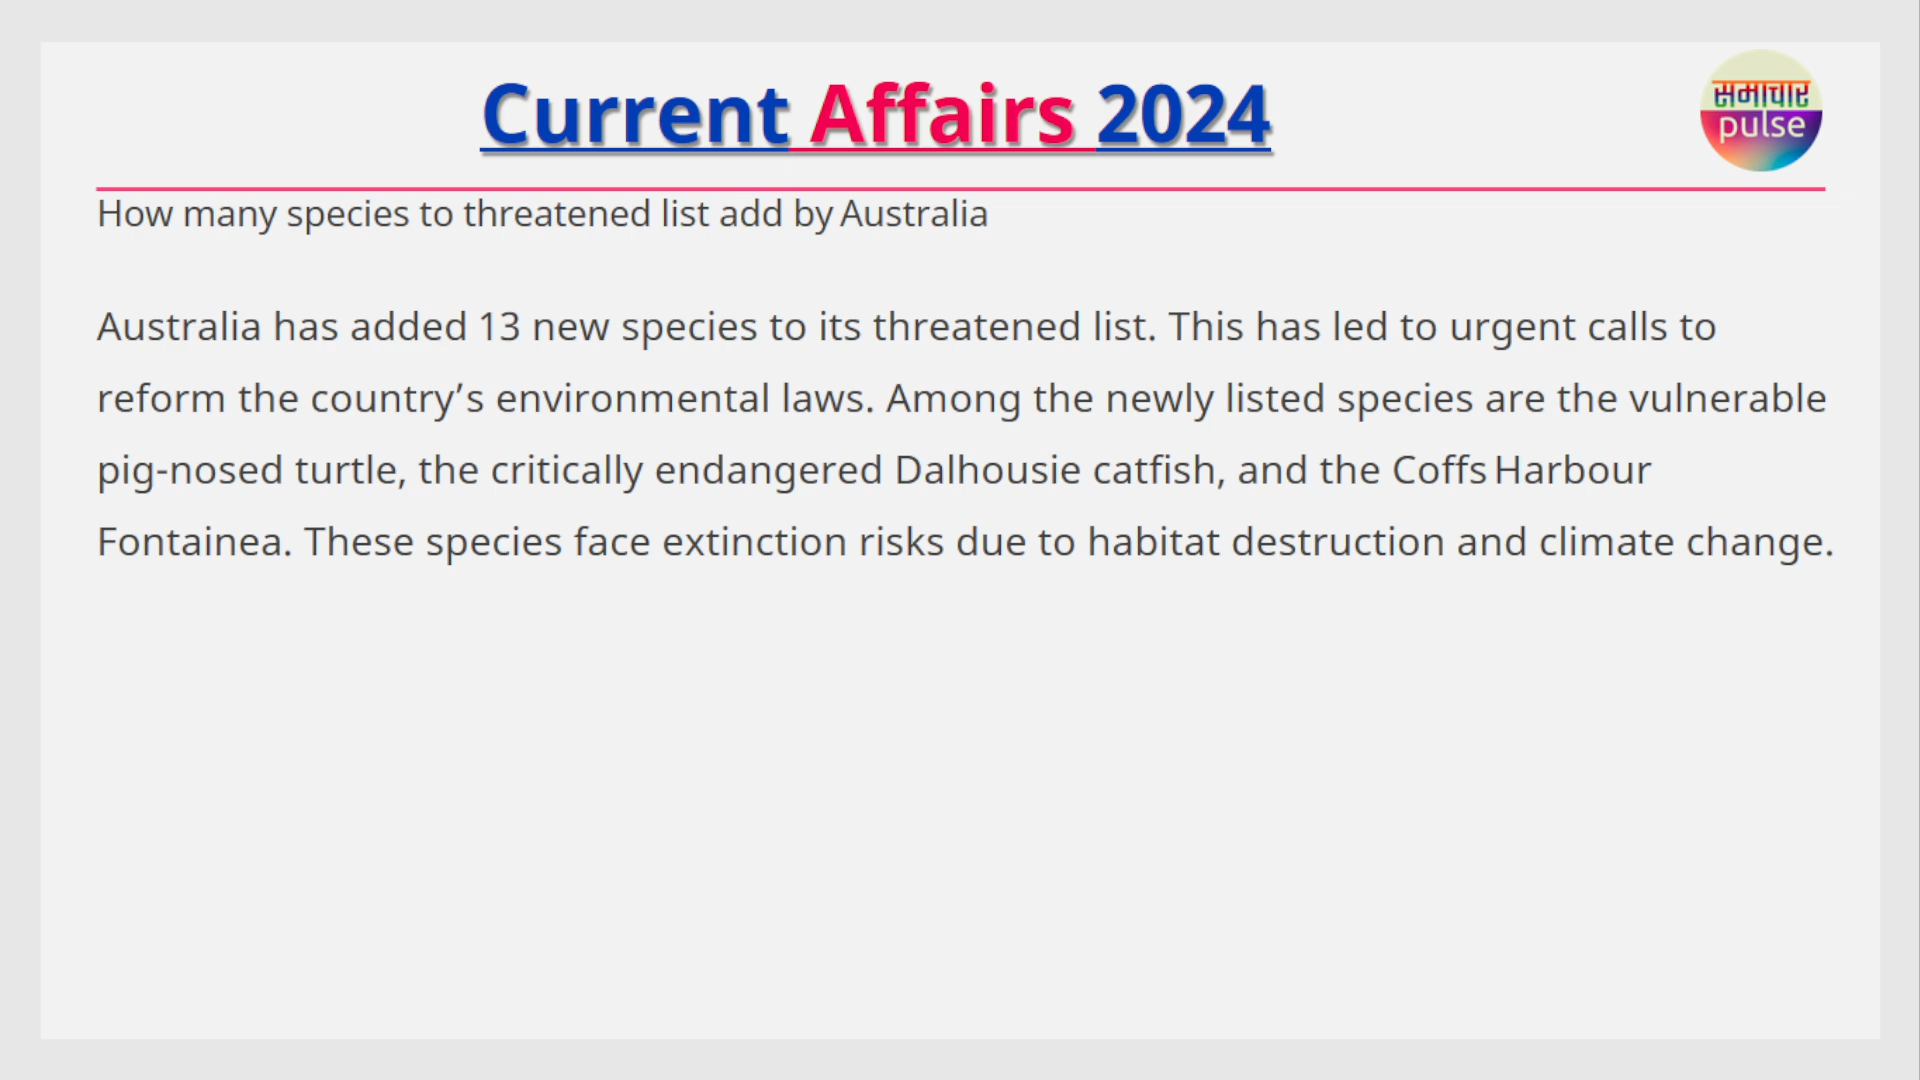 Current Affairs 2024
समाचार
pulse
How many species to threatened list add by Australia
Australia has added 13 new species to its threatened list. This has led to urgent calls to
reform the country’s environmental laws. Among the newly listed species are the vulnerable
pig-nosed turtle, the critically endangered Dalhousie catfish, and the Coffs Harbour
Fontainea. These species face extinction risks due to habitat destruction and climate change.